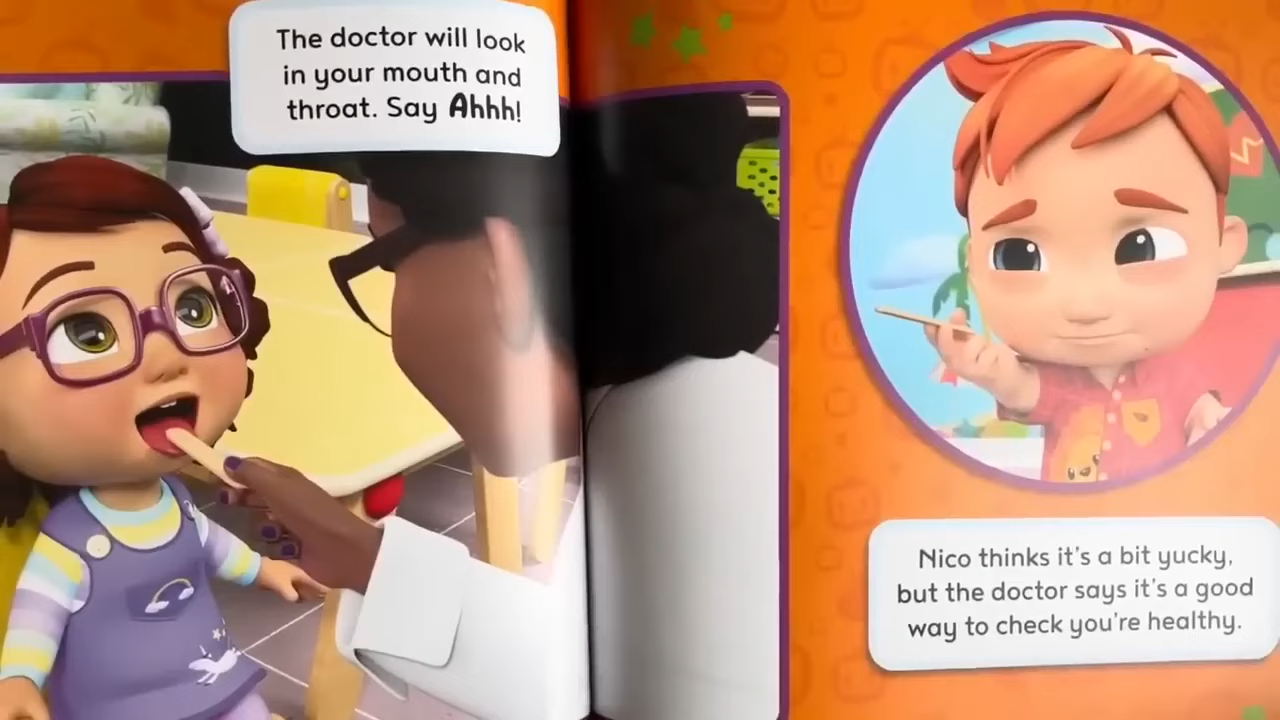 The doctor will look
in your mouth and
throat. Say Ahhh!
Nico thinks it's a bit yucky,
but the doctor says it's a good
way to check you're healthy.